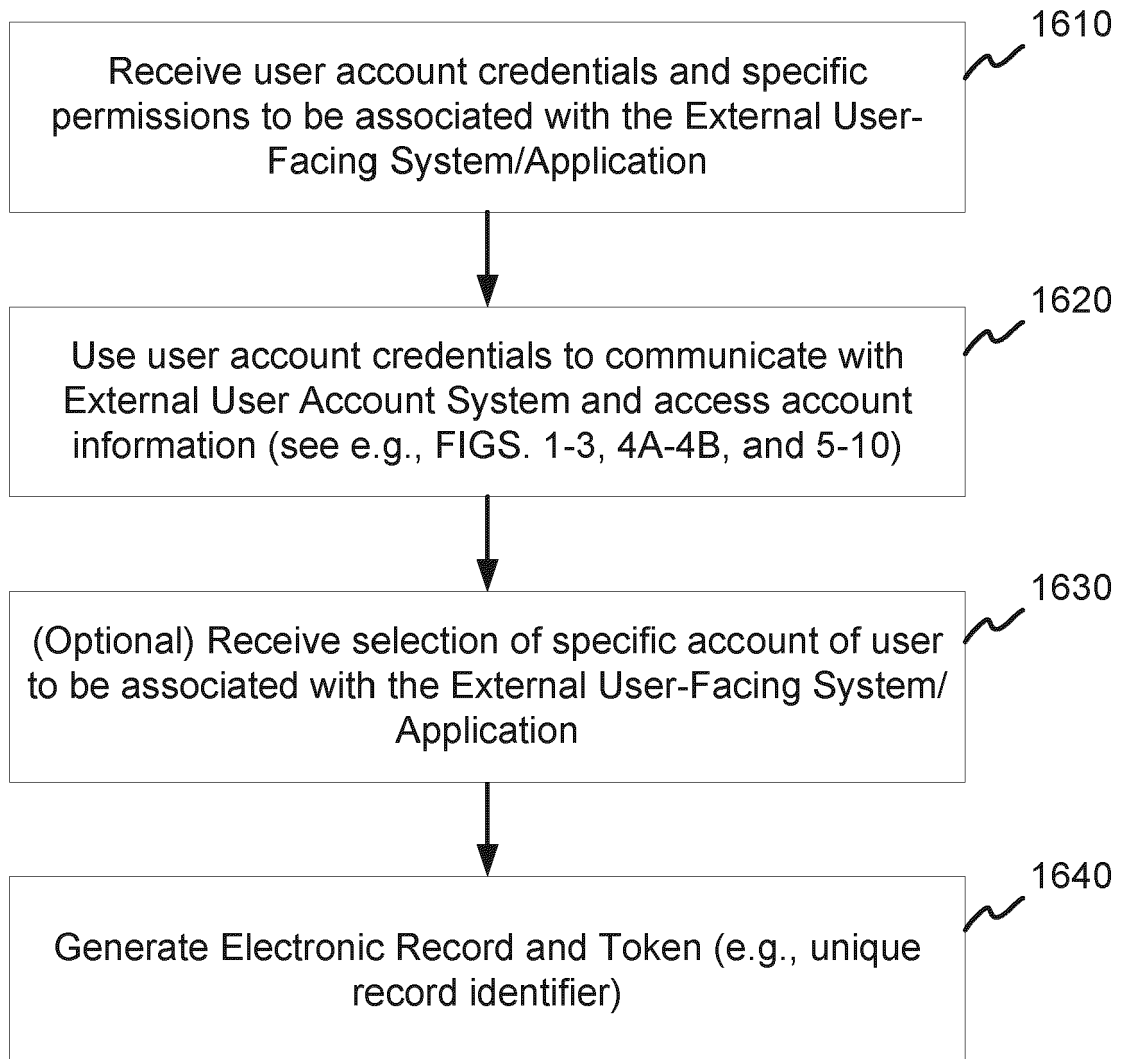 1610
Receive user account credentials and specific
permissions to be associated with the External User-
Facing System/Application
1620
Use user account credentials to communicate with
External User Account System and access account
information (see e.g., FIGS. 1-3, 4A-4B, and 5-10)
1630
(Optional) Receive selection of specific account of user
to be associated with the External User-Facing System/
Application
1640
Generate Electronic Record and Token (e.g., unique
record identifier)